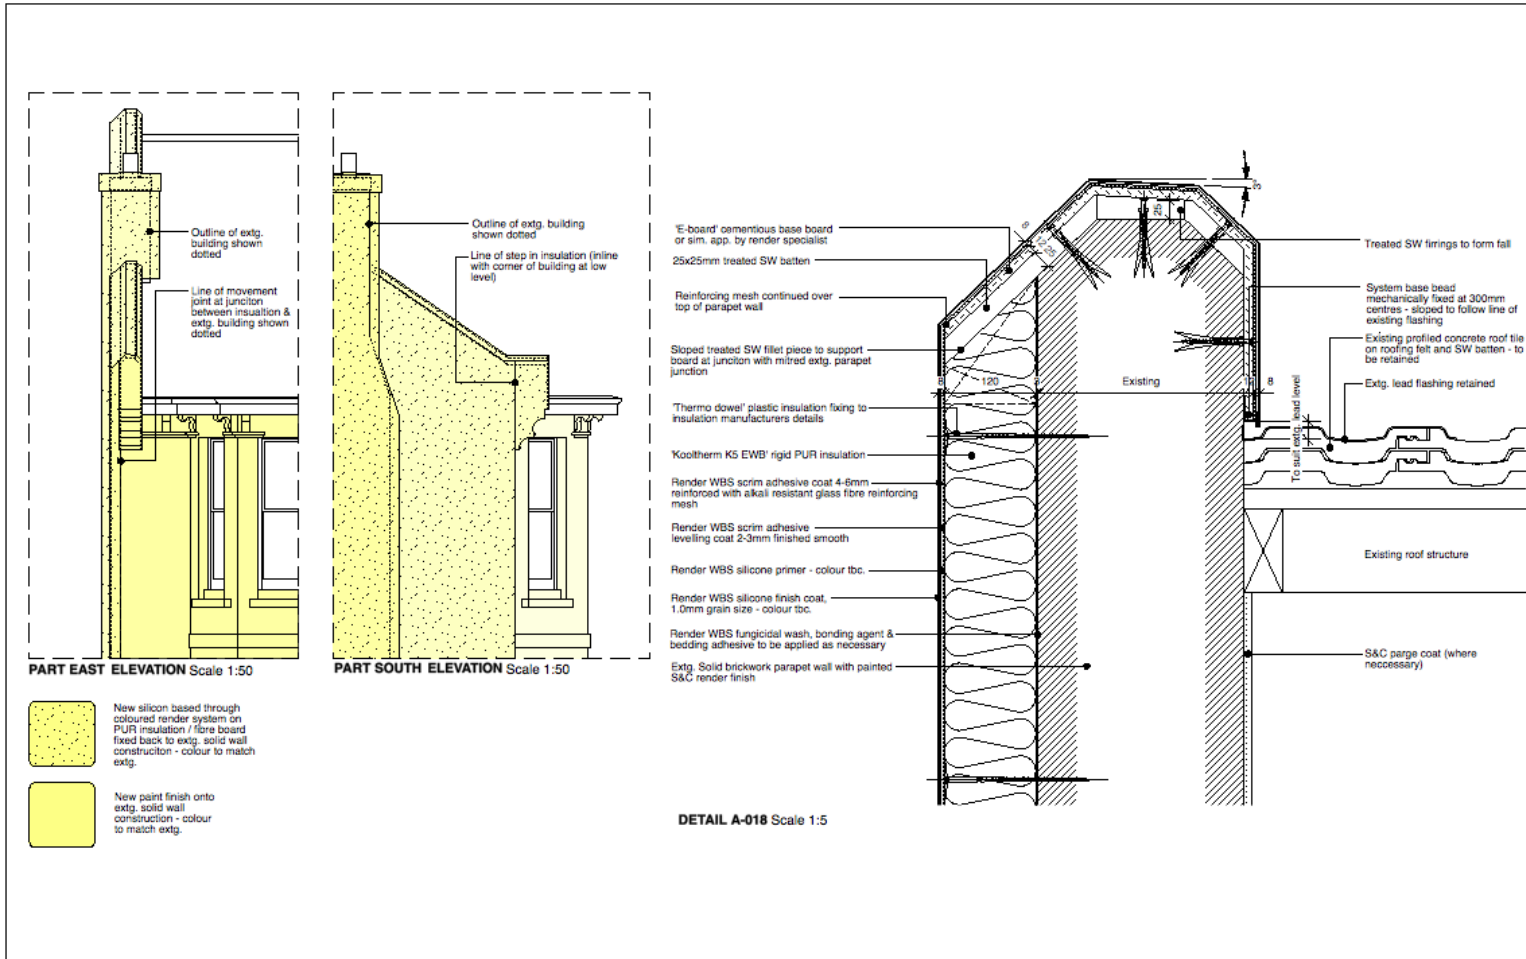 Outline of extg.
building shown
dotted
Line of movement
joint at junciton
between insualtion &
extg. building shown
dotted
PART EAST ELEVATION Scale 1:50
Outline of extg. building
shown dotted
Line of step in insulation (inline
with corner of building at low
level)
PART SOUTH ELEVATION Scale 1:50
New silicon based through
coloured render system on
PUR insulation / fibre board
fixed back to extg. solid wall
construciton - colour to match
extg.
New paint finish onto
extg. solid wall
construction - colour
to match extg.
'E-board' cementious base board
or sim. app. by render specialist
25x25mm treated SW batten
Reinforcing mesh continued over
top of parapet wall
Sloped treated SW fillet piece to support
board at junciton with mitred extg. parapet
junction
'Thermo dowel' plastic insulation fixing to
insulation manufacturers details
'Kooltherm K5 EWB' rigid PUR insulation
Render WBS scrim adhesive coat 4-6mm
reinforced with alkali resistant glass fibre reinforcing
mesh
Render WBS scrim adhesive
levelling coat 2-3mm finished smooth
Render WBS silicone primer - colour tbc.
Render WBS silicone finish coat,
1.0mm grain size - colour tbc.
Render WBS fungicidal wash, bonding agent &
bedding adhesive to be applied as necessary
Extg. Solid brickwork parapet wall with painted
S&C render finish
8
12
25
25
3°
8
120
3
Existing
12
8
To suit extg. lead level
Treated SW firrings to form fall
System base bead
mechanically fixed at 300mm
centres - sloped to follow line of
existing flashing
Existing profiled concrete roof tile
on roofing felt and SW batten - to
be retained
Extg. lead flashing retained
Existing roof structure
S&C parge coat (where
neccessary)
DETAIL A-018 Scale 1:5